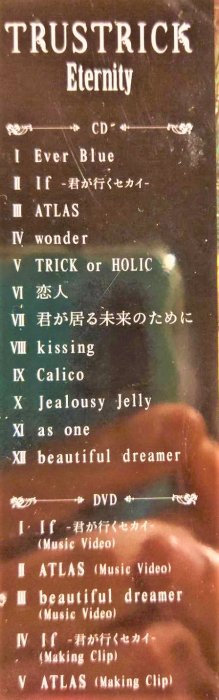 TRUSTRICK
Eternity
CD
I Ever Blue
II If -君が行くセカイ-
III ATLAS
IV wonder
V TRICK or HOLIC
VI 恋人
VII 君が居る未来のために
VIII kissing
IX Calico
X Jealousy Jelly
XI as one
XII beautiful dreamer
DVD
I If -君が行くセカイ-
(Music Video)
II ATLAS (Music Video)
III beautiful dreamer
(Music Video)
IV If -君が行くセカイ-
(Making Clip)
V ATLAS (Making Clip)